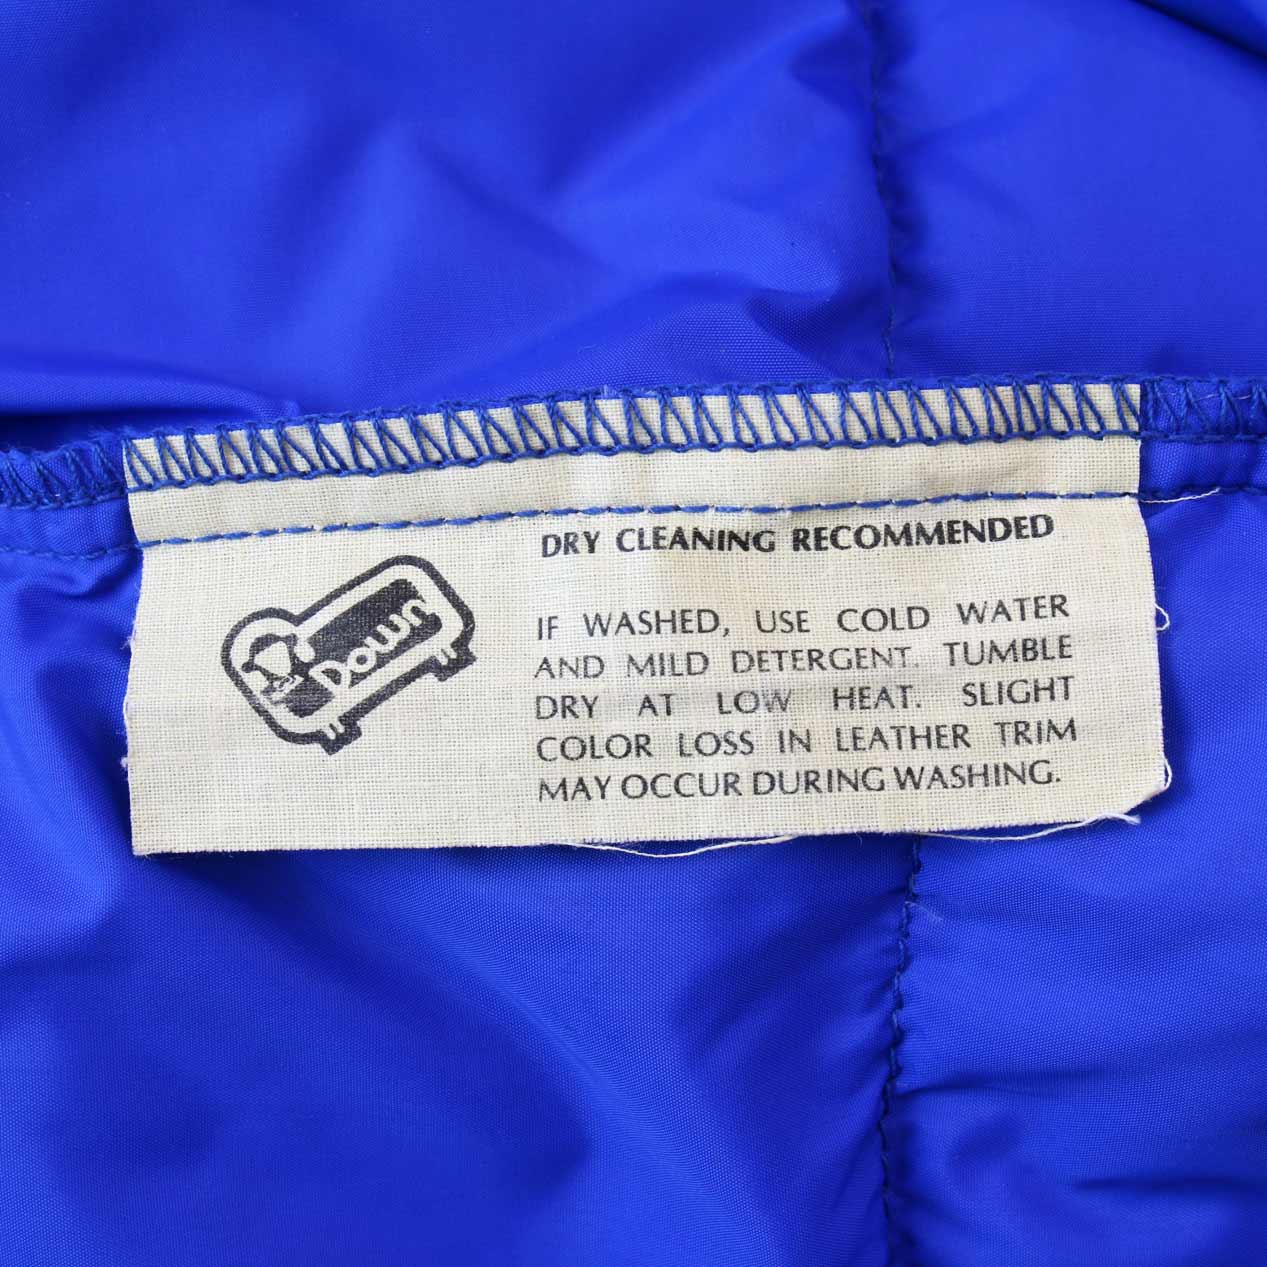 DRY CLEANING RECOMMENDED
Down
IF WASHED, USE COLD WATER
AND MILD DETERGENT. TUMBLE
DRY AT LOW HEAT. SLIGHT
COLOR LOSS IN LEATHER TRIM
MAY OCCUR DURING WASHING.